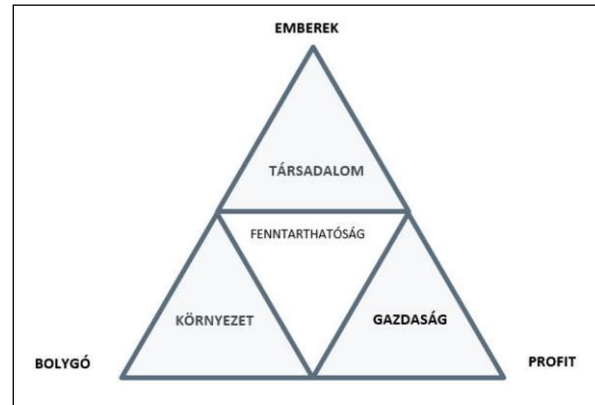 EMBEREK
TÁRSADALOM
FENNTARTHATÓSÁG
KÖRNYEZET
GAZDASÁG
BOLYGÓ
PROFIT